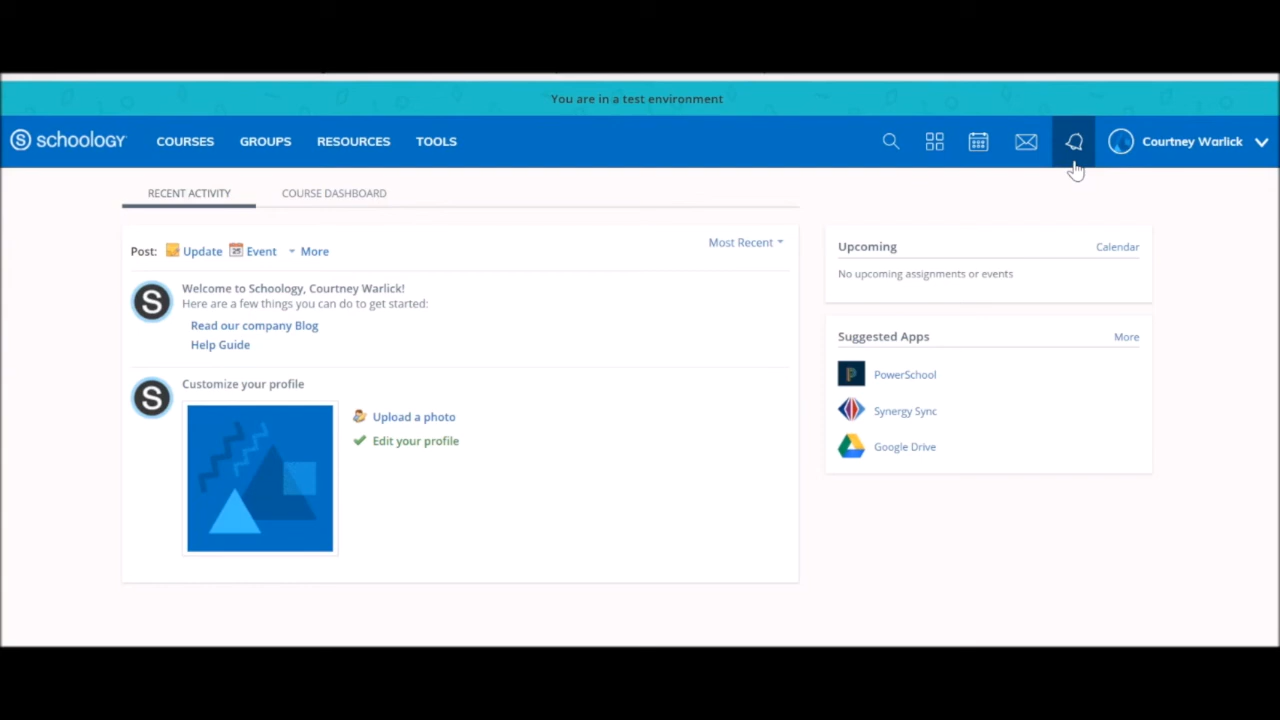 You are in a test environment
S schoology COURSES GROUPS RESOURCES TOOLS Courtney Warlick
RECENT ACTIVITY COURSE DASHBOARD
Post: Update 25 Event More Most Recent
S Welcome to Schoology, Courtney Warlick!
Here are a few things you can do to get started:
Read our company Blog
Help Guide
S Customize your profile
Upload a photo
Edit your profile
Upcoming Calendar
No upcoming assignments or events
Suggested Apps More
P PowerSchool
Synergy Sync
Google Drive